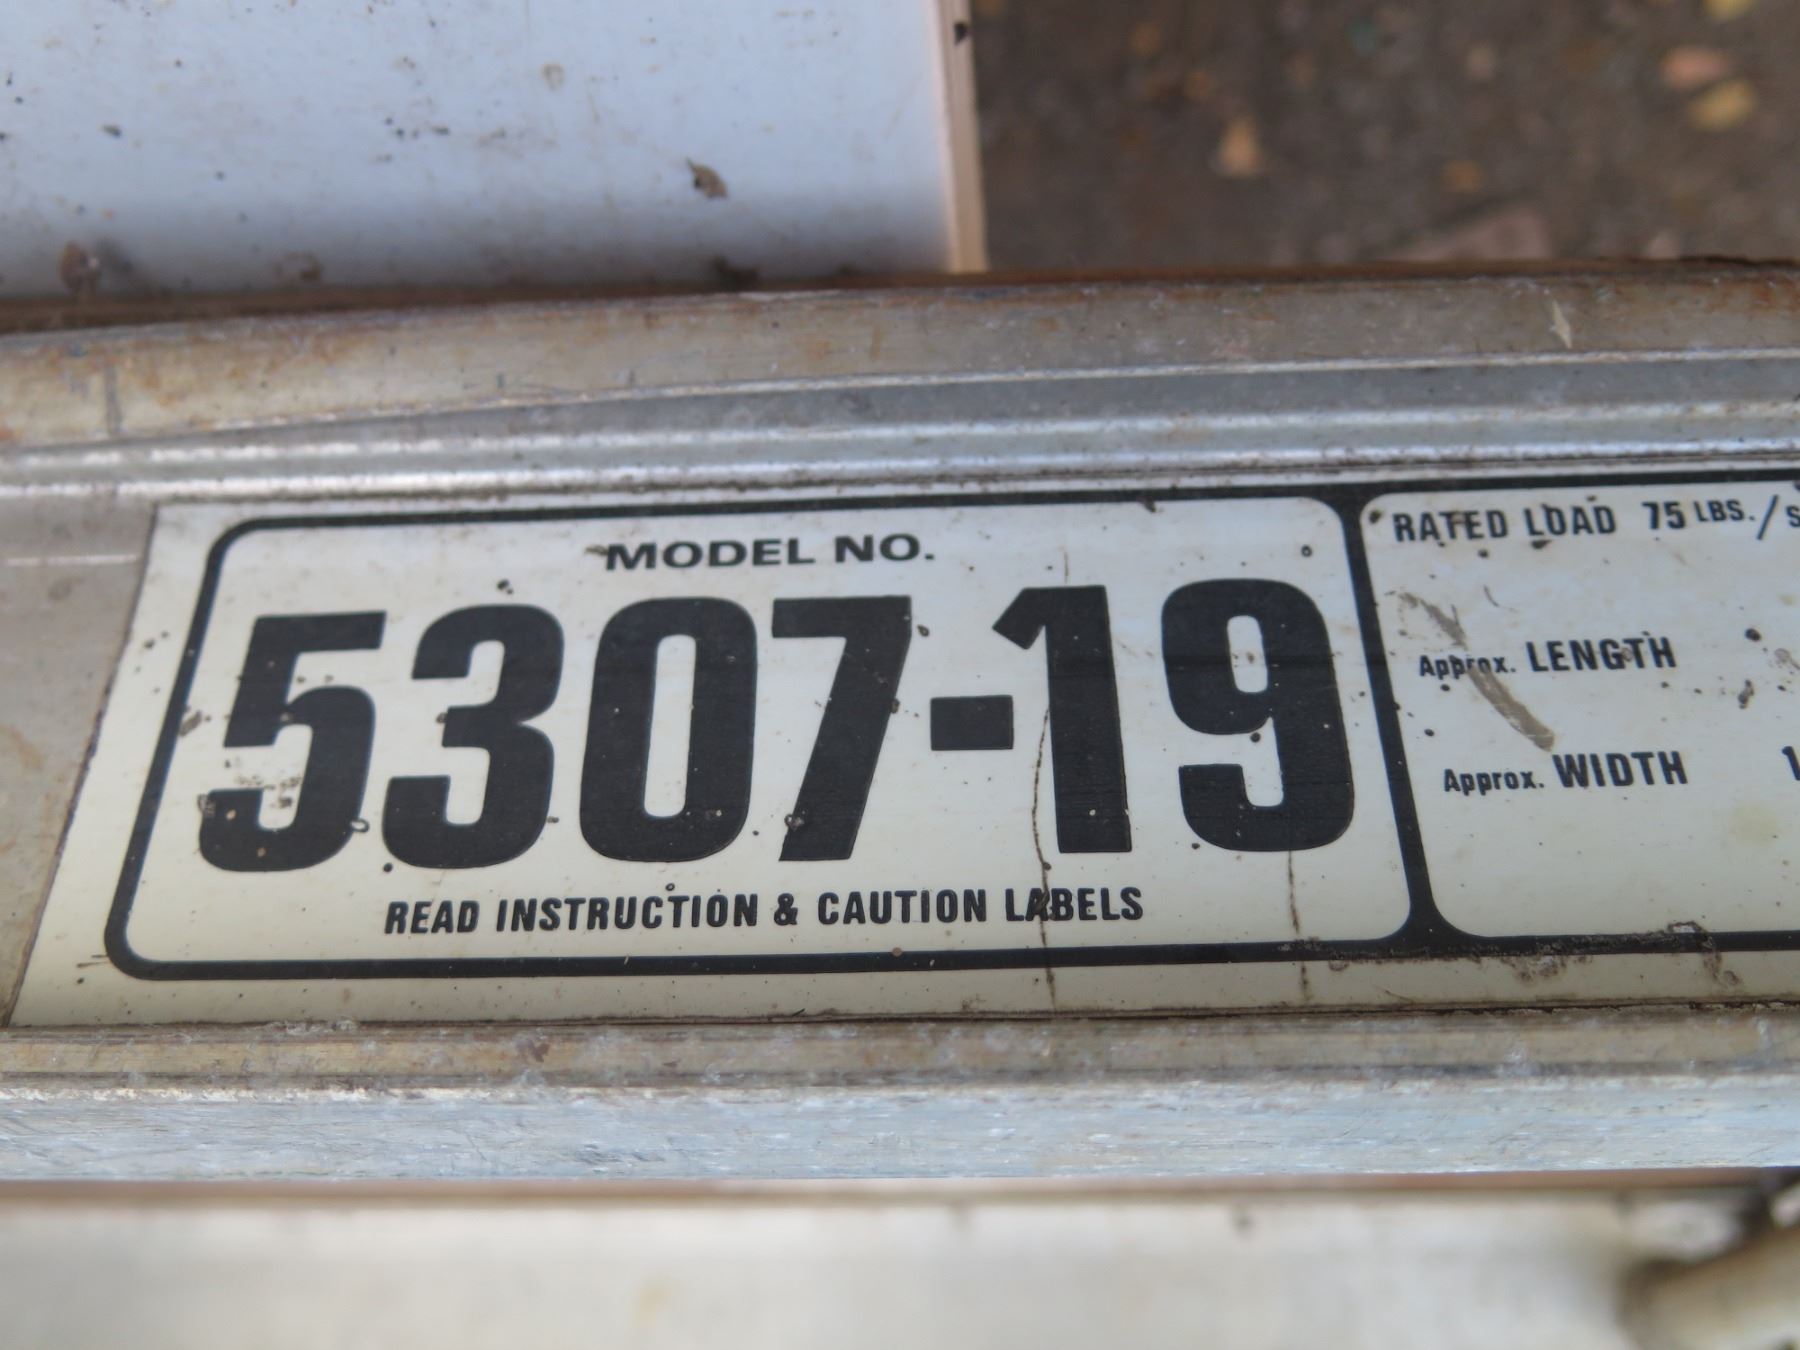 MODEL NO.
5307-19
READ INSTRUCTION & CAUTION LABELS
RATED LOAD 75 LBS./
Approx. LENGTH
Approx. WIDTH